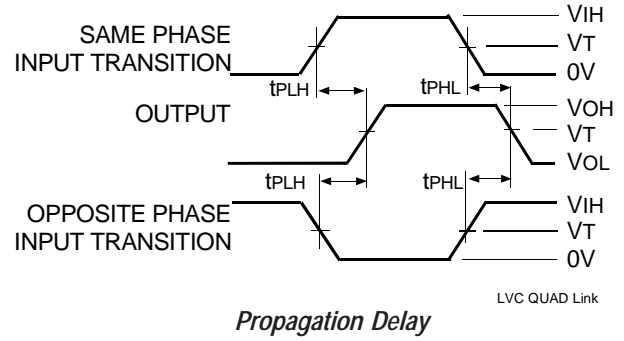 SAME PHASE
INPUT TRANSITION
VIH
VT
0V
tPLH
tPHL
OUTPUT
VOH
VT
VOL
tPLH
tPHL
OPPOSITE PHASE
INPUT TRANSITION
VIH
VT
0V
LVC QUAD Link
Propagation Delay